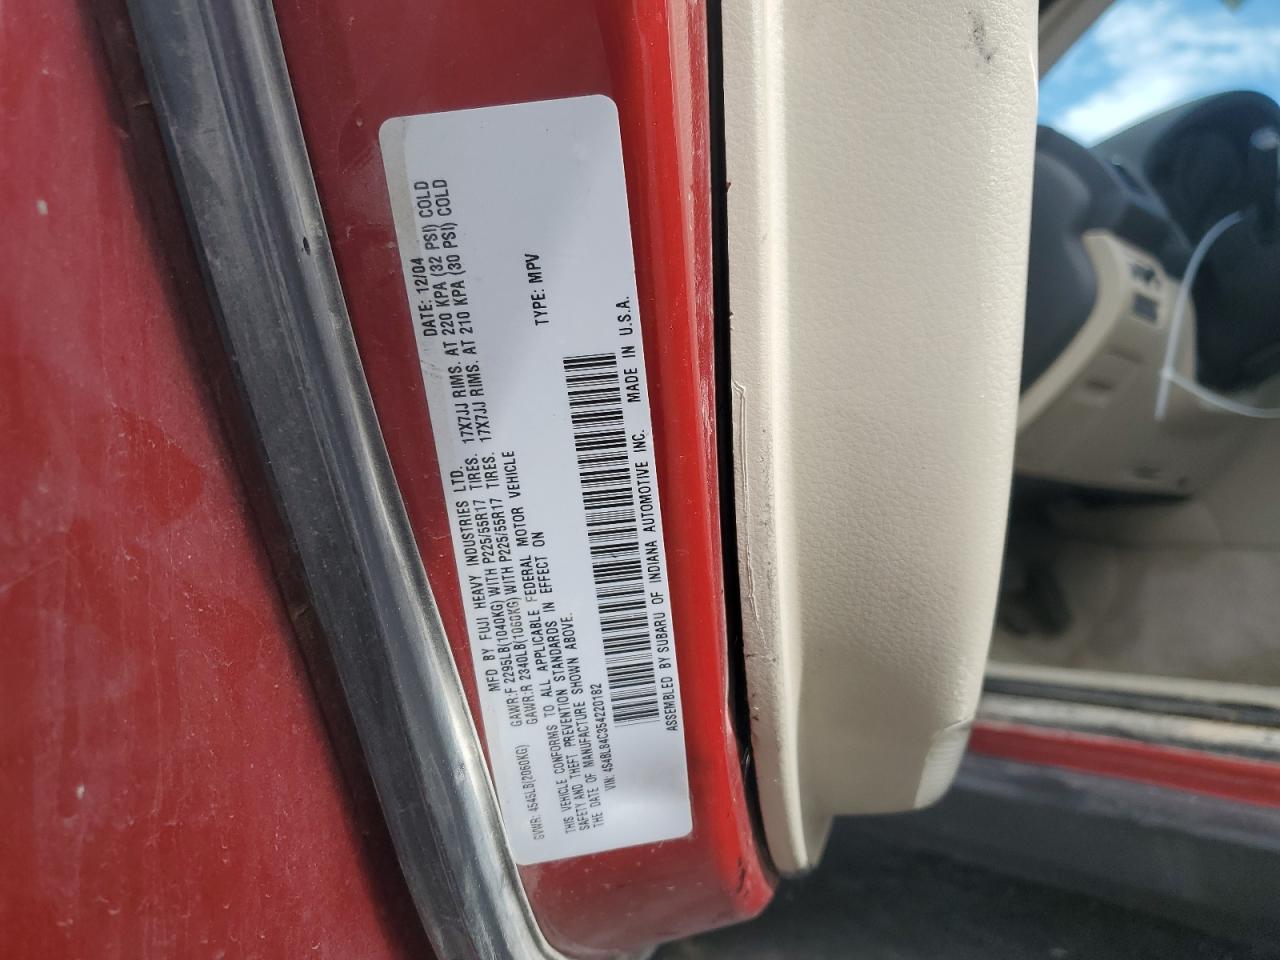 MFD BY FUJI HEAVY INDUSTRIES LTD. DATE: 12/04
GVWR: 4545LB(2060KG) GAWR:F 2295LB(1040KG) WITH P225/55R17 TIRES. 17X7JJ RIMS. AT 220 KPA (32 PSI) COLD
GAWR:R 2340LB(1060KG) WITH P225/55R17 TIRES. 17X7JJ RIMS. AT 210 KPA (30 PSI) COLD
THIS VEHICLE CONFORMS TO ALL APPLICABLE FEDERAL MOTOR VEHICLE
SAFETY AND THEFT PREVENTION STANDARDS IN EFFECT ON
THE DATE OF MANUFACTURE SHOWN ABOVE.
VIN: 4S4BL84C354220182 TYPE: MPV
ASSEMBLED BY SUBARU OF INDIANA AUTOMOTIVE INC. MADE IN U.S.A.